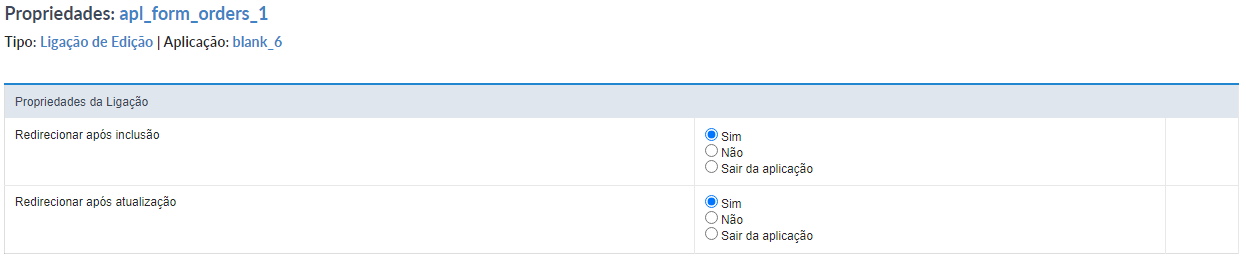 Propriedades: apl_form_orders_1
Tipo: Ligação de Edição | Aplicação: blank_6
Propriedades da Ligação
Redirecionar após inclusão
Sim
Não
Sair da aplicação
Redirecionar após atualização
Sim
Não
Sair da aplicação